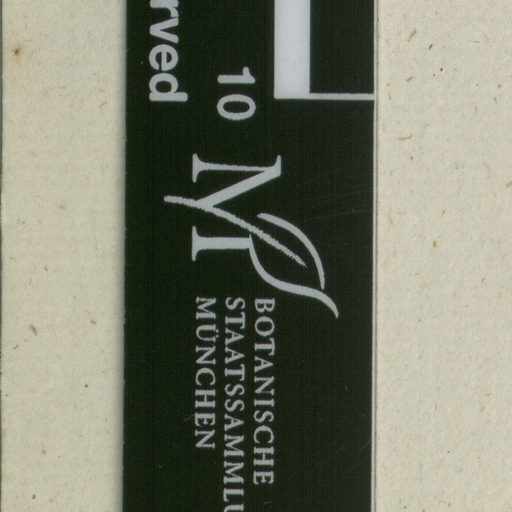 rved
10
BOTANISCHE
STAATSSAMMLU
MÜNCHEN